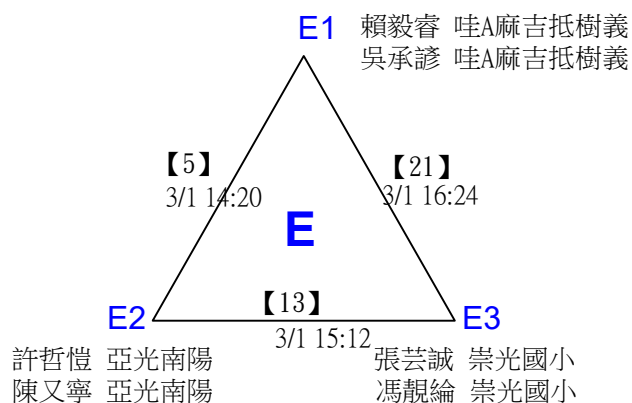 E1
賴毅睿 哇A麻吉抵樹義
吳承諺 哇A麻吉抵樹義
【5】
3/1 14:20
【21】
3/1 16:24
E
【13】
3/1 15:12
E2
許哲愷 亞光南陽
陳又寧 亞光南陽
E3
張芸誠 崇光國小
馮靚綸 崇光國小